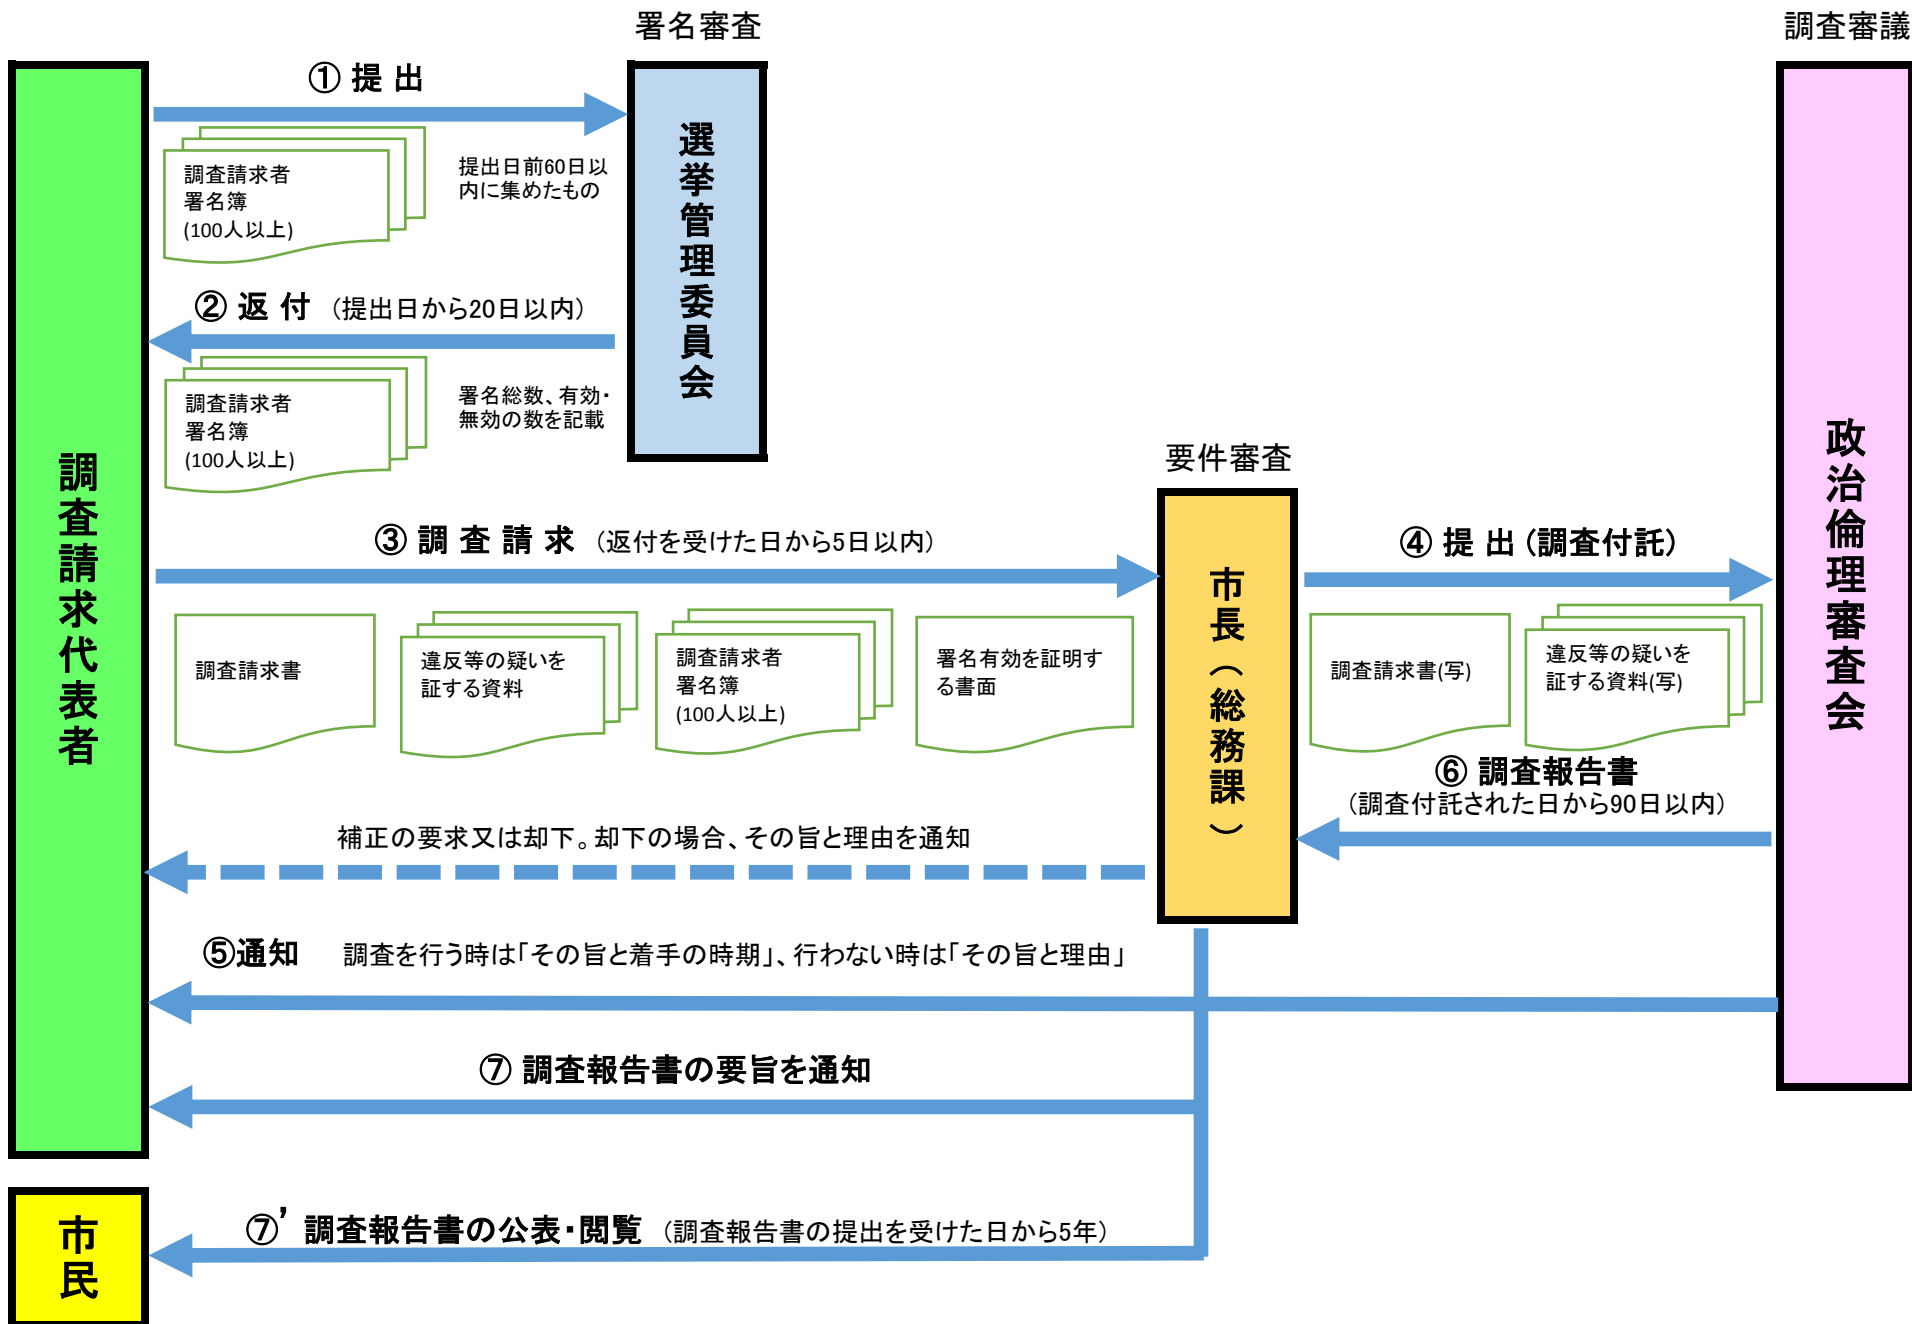 署名審査
調査審議
① 提 出
調査請求者
署名簿
(100人以上)
提出日前60日以
内に集めたもの
選挙管理委員会
② 返 付 (提出日から20日以内)
調査請求者
署名簿
(100人以上)
署名総数、有効・
無効の数を記載
調査請求代表者
政治倫理審査会
要件審査
③ 調 査 請 求 (返付を受けた日から5日以内)
市長(総務課)
④ 提 出 (調査付託)
調査請求書
違反等の疑いを
証する資料
調査請求者
署名簿
(100人以上)
署名有効を証明す
る書面
調査請求書(写)
違反等の疑いを
証する資料(写)
⑥ 調査報告書
(調査付託された日から90日以内)
補正の要求又は却下。却下の場合、その旨と理由を通知
⑤通知 調査を行う時は「その旨と着手の時期」、行わない時は「その旨と理由」
⑦ 調査報告書の要旨を通知
市民
⑦’ 調査報告書の公表・閲覧 (調査報告書の提出を受けた日から5年)